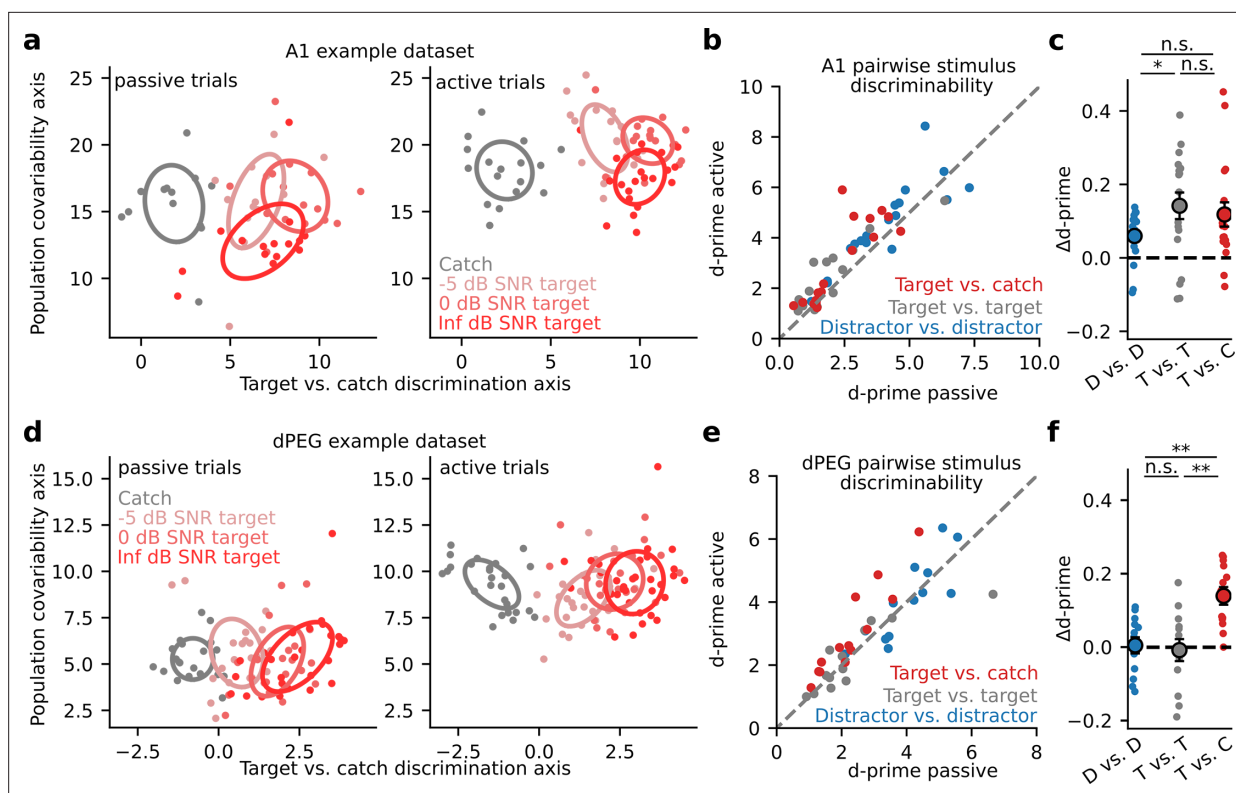 a
A1 example dataset
passive trials
active trials
Population covariability axis
25
20
15
10
25
20
15
10
Catch
-5 dB SNR target
0 dB SNR target
Inf dB SNR target
0
5
10
0
5
10
Target vs. catch discrimination axis
b
A1 pairwise stimulus
discriminability
d-prime active
10
8
6
4
2
0
Target vs. catch
Target vs. target
Distractor vs. distractor
0.0
2.5
5.0
7.5
10.0
d-prime passive
c
n.s.
* n.s.
Δd-prime
0.4
0.2
0.0
−0.2
D vs. D
T vs. T
T vs. C
d
dPEG example dataset
passive trials
active trials
Population covariability axis
15.0
12.5
10.0
7.5
5.0
2.5
15.0
12.5
10.0
7.5
5.0
2.5
Catch
-5 dB SNR target
0 dB SNR target
Inf dB SNR target
−2.5
0.0
2.5
−2.5
0.0
2.5
Target vs. catch discrimination axis
e
dPEG pairwise stimulus
discriminability
d-prime active
8
6
4
2
0
Target vs. catch
Target vs. target
Distractor vs. distractor
0
2
4
6
8
d-prime passive
f
**
n.s. **
Δd-prime
0.4
0.2
0.0
−0.2
D vs. D
T vs. T
T vs. C